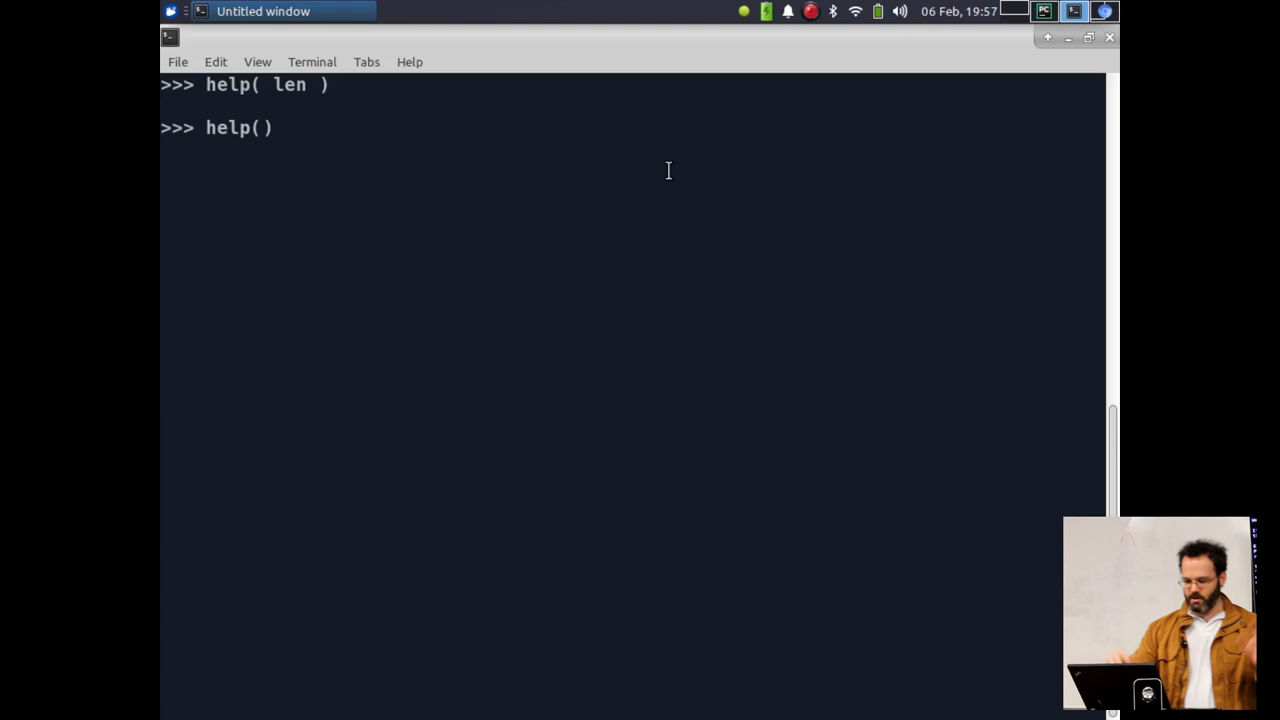 Untitled window
06 Feb, 19:57
File Edit View Terminal Tabs Help
>>> help( len )
>>> help()